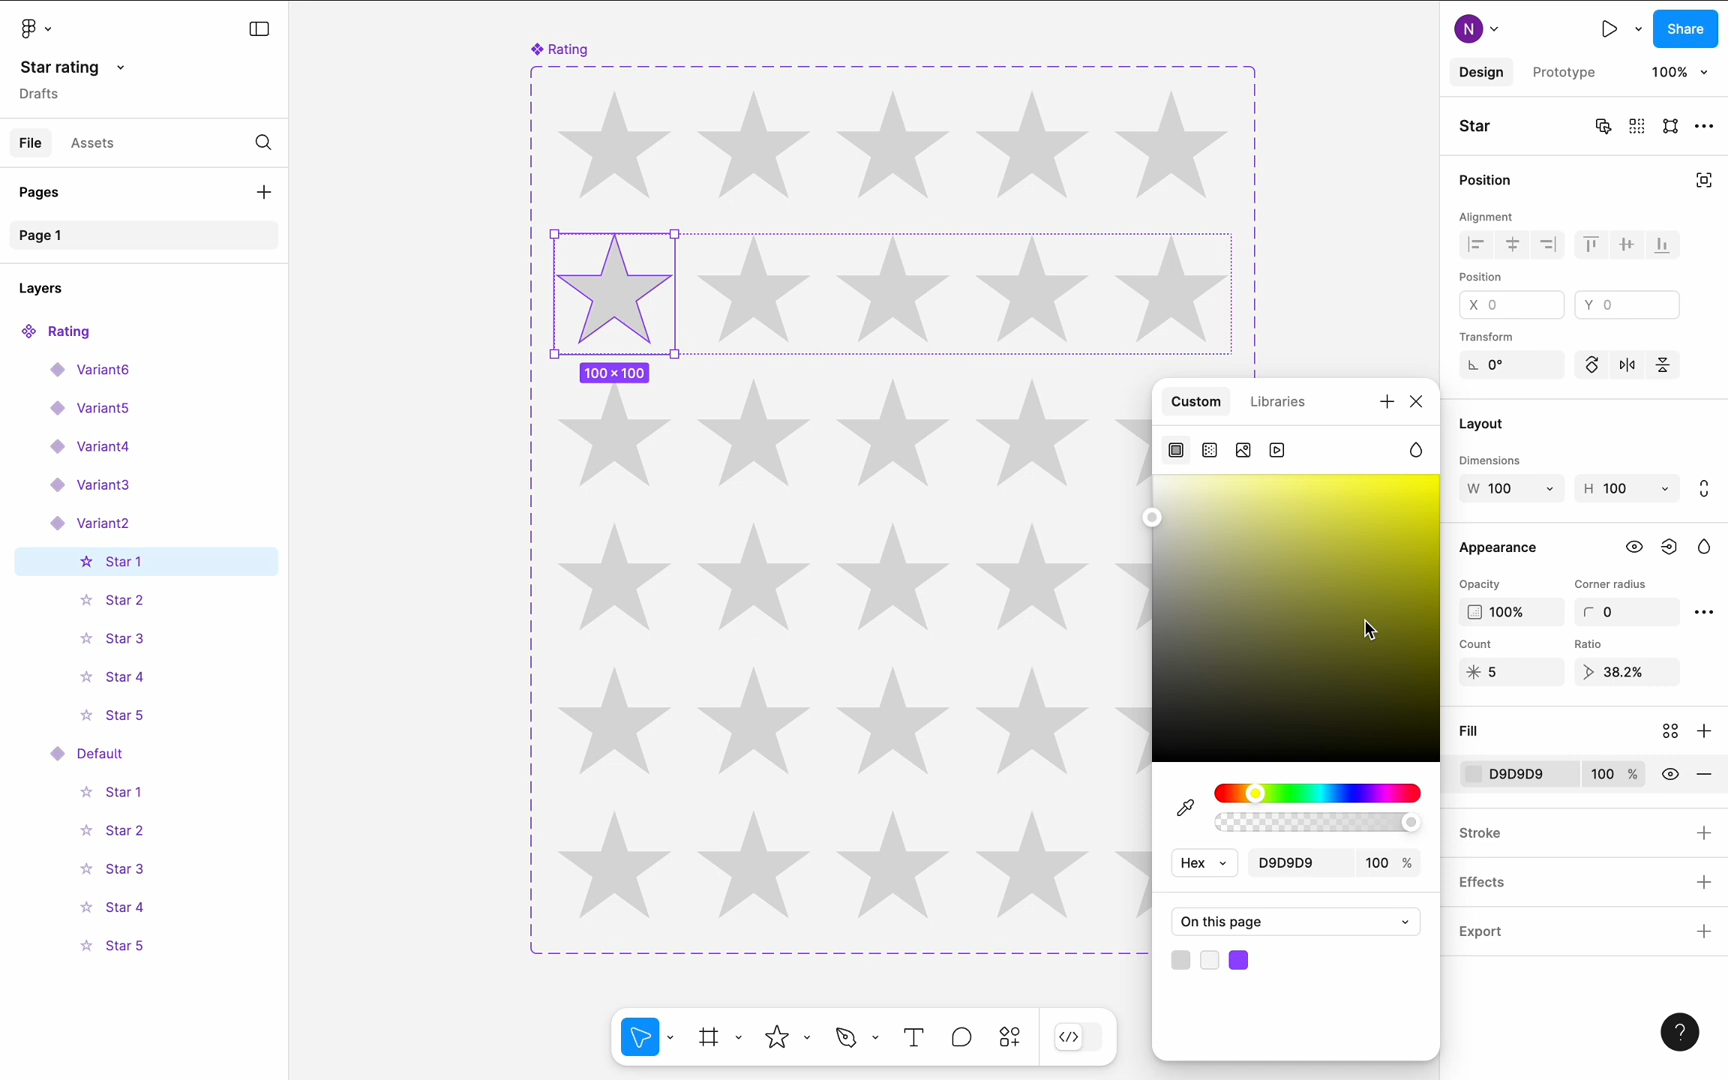 Star rating
Drafts
File
Assets
Pages
Page 1
Layers
Rating
Variant6
Variant5
Variant4
Variant3
Variant2
Star 1
Star 2
Star 3
Star 4
Star 5
Default
Star 1
Star 2
Star 3
Star 4
Star 5
Rating
100 × 100
Custom
Libraries
Hex
D9D9D9
100 %
On this page
N
Share
Design
Prototype
100%
Star
Position
Alignment
Position
X 0
Y 0
Transform
0°
Layout
Dimensions
W 100
H 100
Appearance
Opacity
Corner radius
100%
0
Count
Ratio
5
38.2%
Fill
D9D9D9
100 %
Stroke
Effects
Export
?